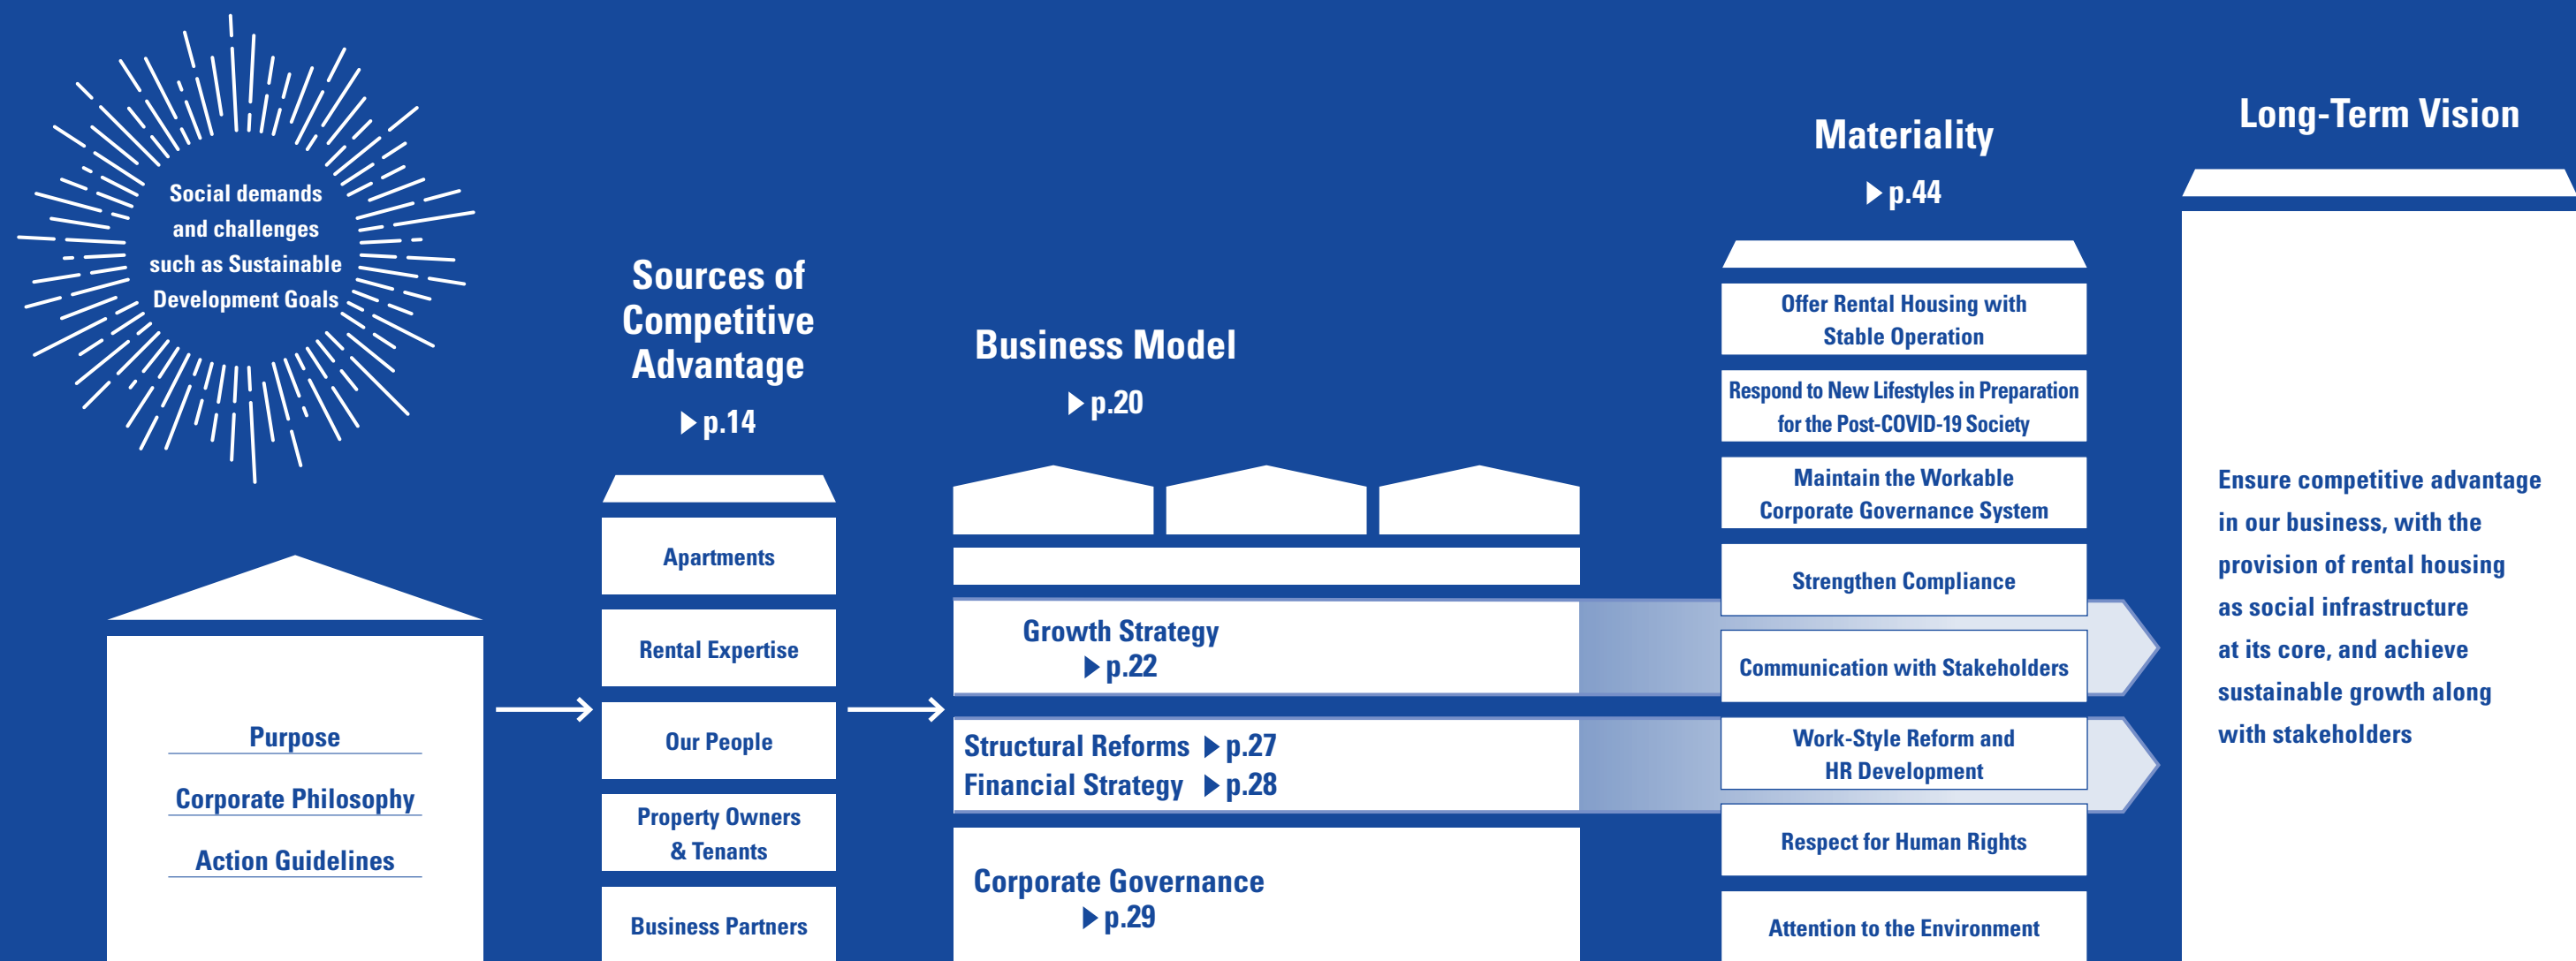 Social demands
and challenges
such as Sustainable
Development Goals
Purpose
Corporate Philosophy
Action Guidelines
Sources of
Competitive
Advantage
▶ p.14
Apartments
Rental Expertise
Our People
Property Owners
& Tenants
Business Partners
Business Model
▶ p.20
Growth Strategy
▶ p.22
Structural Reforms ▶ p.27
Financial Strategy ▶ p.28
Corporate Governance
▶ p.29
Materiality
▶ p.44
Offer Rental Housing with
Stable Operation
Respond to New Lifestyles in Preparation
for the Post-COVID-19 Society
Maintain the Workable
Corporate Governance System
Strengthen Compliance
Communication with Stakeholders
Work-Style Reform and
HR Development
Respect for Human Rights
Attention to the Environment
Long-Term Vision
Ensure competitive advantage
in our business, with the
provision of rental housing
as social infrastructure
at its core, and achieve
sustainable growth along
with stakeholders